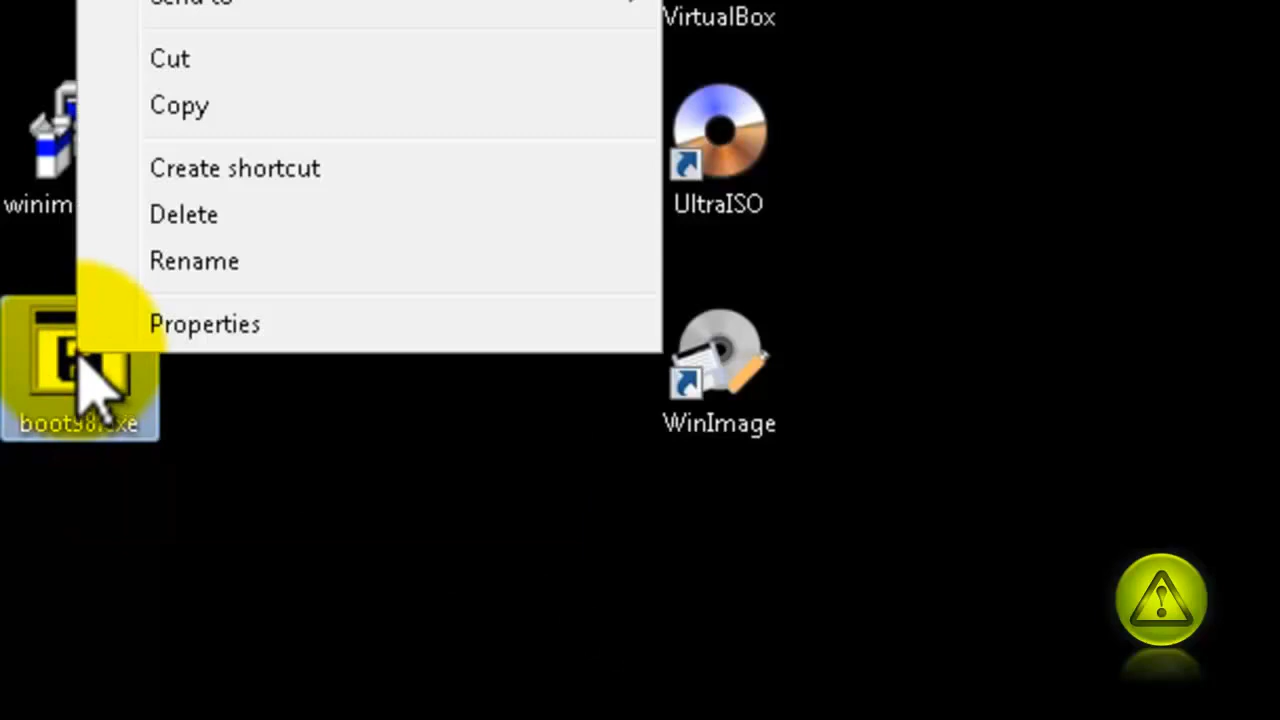 Send to
VirtualBox
Cut
Copy
Create shortcut
Delete
Rename
Properties
winim
UltraISO
boot98.exe
WinImage